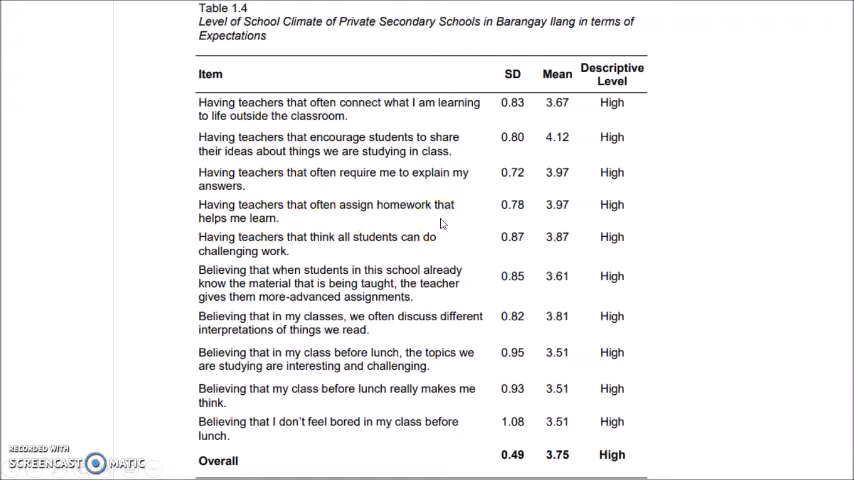 Table 1.4
Level of School Climate of Private Secondary Schools in Barangay Ilang in terms of
Expectations
Item SD Mean Descriptive
Level
Having teachers that often connect what I am learning
to life outside the classroom. 0.83 3.67 High
Having teachers that encourage students to share
their ideas about things we are studying in class. 0.80 4.12 High
Having teachers that often require me to explain my
answers. 0.72 3.97 High
Having teachers that often assign homework that
helps me learn. 0.78 3.97 High
Having teachers that think all students can do
challenging work. 0.87 3.87 High
Believing that when students in this school already
know the material that is being taught, the teacher
gives them more-advanced assignments. 0.85 3.61 High
Believing that in my classes, we often discuss different
interpretations of things we read. 0.82 3.81 High
Believing that in my class before lunch, the topics we
are studying are interesting and challenging. 0.95 3.51 High
Believing that my class before lunch really makes me
think. 0.93 3.51 High
Believing that I don't feel bored in my class before
lunch. 1.08 3.51 High
Overall 0.49 3.75 High
RECORDED WITH
SCREENCAST MATIC